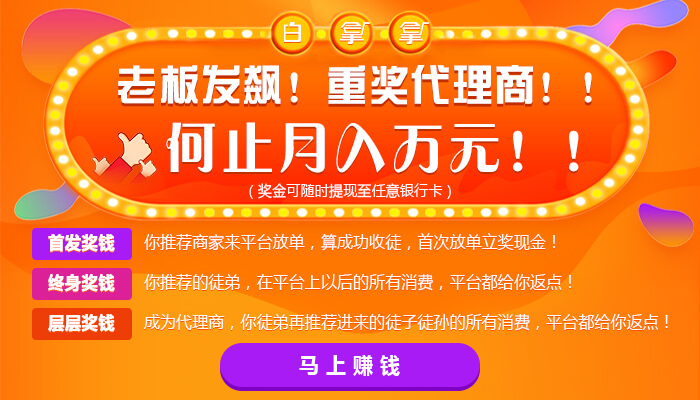 白拿拿
老板发飙！重奖代理商！！
何止月入万元！！
（奖金可随时提现至任意银行卡）
首发奖钱 你推荐商家来平台放单，算成功收徒，首次放单立奖现金！
终身奖钱 你推荐的徒弟，在平台上以后的所有消费，平台都给你返点！
层层奖钱 成为代理商，你徒弟再推荐进来的徒子徒孙的所有消费，平台都给你返点！
马上赚钱